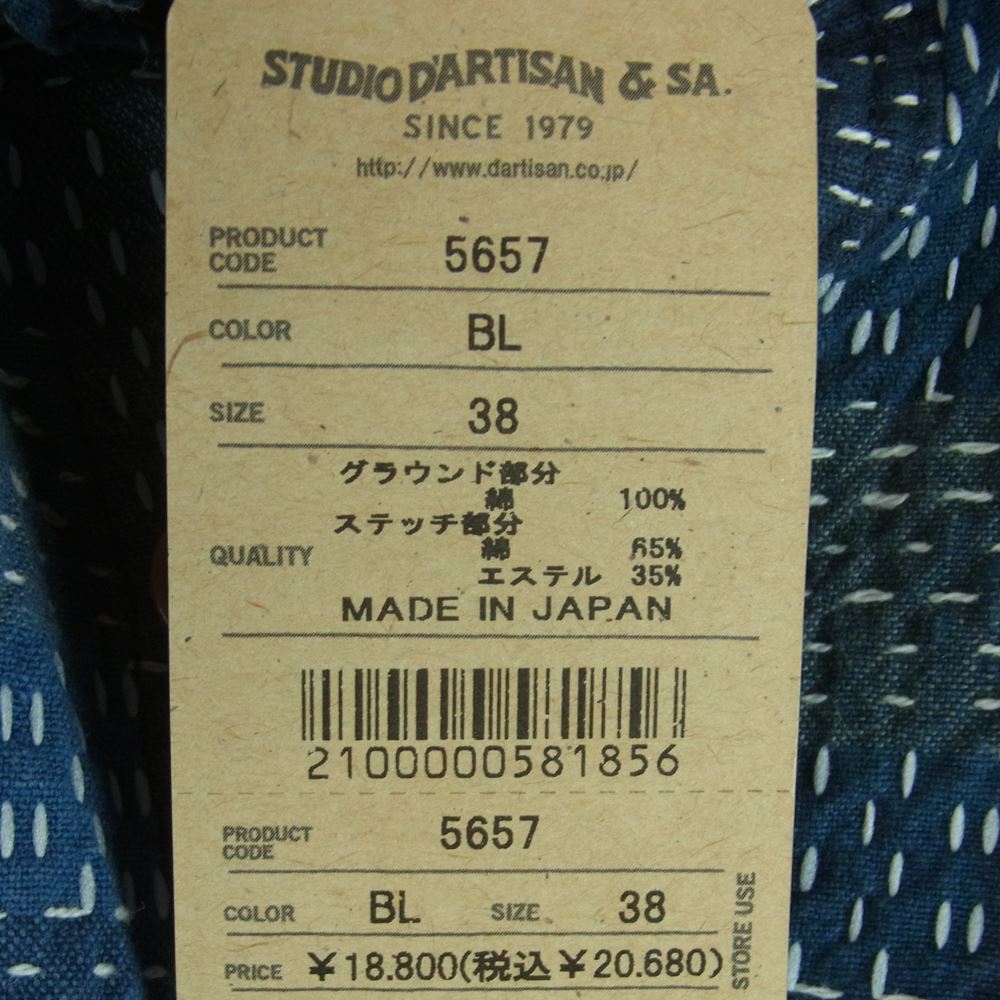 STUDIO D'ARTISAN & SA.
SINCE 1979
http://www.dartisan.co.jp/
PRODUCT CODE 5657
COLOR BL
SIZE 38
グラウンド部分
綿 100%
ステッチ部分
綿 65%
エステル 35%
QUALITY
MADE IN JAPAN
2100000581856
PRODUCT CODE 5657
COLOR BL SIZE 38
PRICE ¥18.800(税込¥20.680)
STORE USE